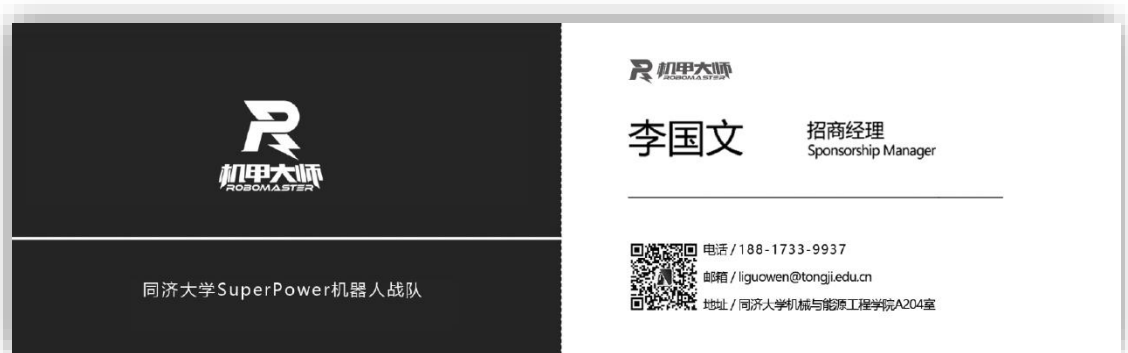 机甲大师
ROBOMASTER
同济大学SuperPower机器人战队
机甲大师
ROBOMASTER
李国文
招商经理
Sponsorship Manager
电话/188-1733-9937
邮箱/liguowen@tongji.edu.cn
地址/同济大学机械与能源工程学院A204室